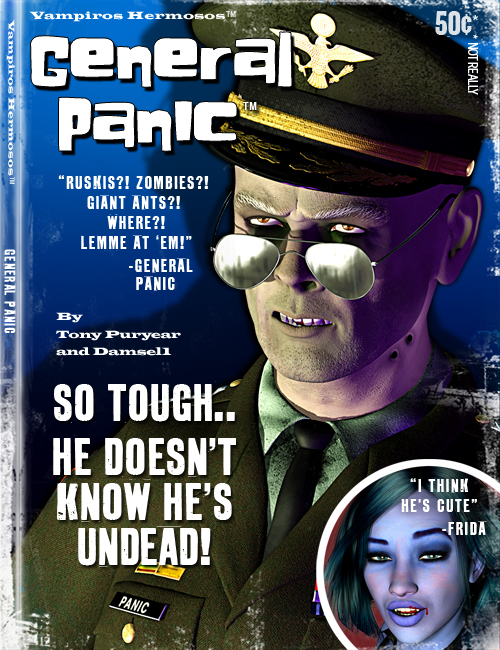 Vampiros Hermosos™
50¢*
*NOT REALLY
General
Panic™
"RUSKIS?! ZOMBIES?!
GIANT ANTS?!
WHERE?!
LEMME AT 'EM!"
-GENERAL
PANIC
By
Tony Puryear
and Damsell
SO TOUGH..
HE DOESN'T
KNOW HE'S
UNDEAD!
"I THINK
HE'S CUTE"
-FRIDA
PANIC
Vampiros Hermosos™
GENERAL PANIC